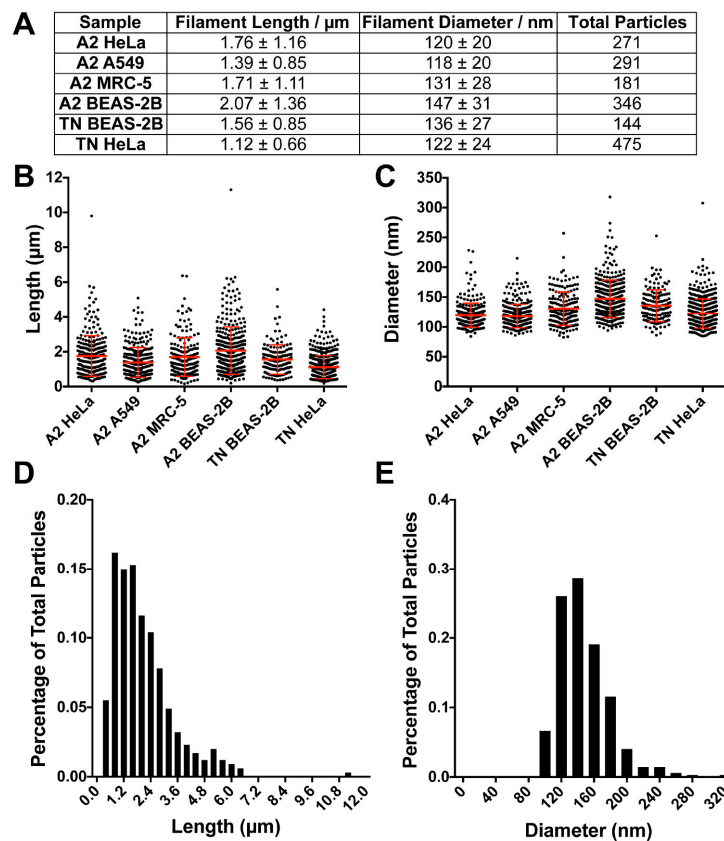 A
Sample Filament Length / µm Filament Diameter / nm Total Particles
A2 HeLa 1.76 ± 1.16 120 ± 20 271
A2 A549 1.39 ± 0.85 118 ± 20 291
A2 MRC-5 1.71 ± 1.11 131 ± 28 181
A2 BEAS-2B 2.07 ± 1.36 147 ± 31 346
TN BEAS-2B 1.56 ± 0.85 136 ± 27 144
TN HeLa 1.12 ± 0.66 122 ± 24 475
B
Length (µm)
12
10
8
6
4
2
0
A2 HeLa
A2 A549
A2 MRC-5
A2 BEAS-2B
TN BEAS-2B
TN HeLa
C
Diameter (nm)
350
300
250
200
150
100
50
0
A2 HeLa
A2 A549
A2 MRC-5
A2 BEAS-2B
TN BEAS-2B
TN HeLa
D
Percentage of Total Particles
0.20
0.15
0.10
0.05
0.00
0.0 1.2 2.4 3.6 4.8 6.0 7.2 8.4 9.6 10.8 12.0
Length (µm)
E
Percentage of Total Particles
0.4
0.3
0.2
0.1
0.0
0 40 80 120 160 200 240 280 320
Diameter (nm)